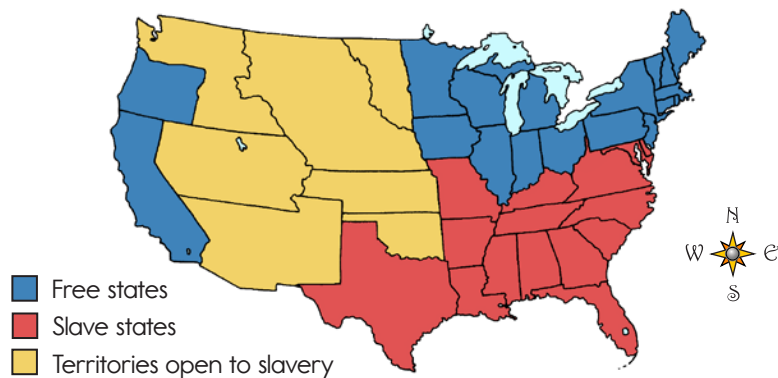 N
W E
S
Free states
Slave states
Territories open to slavery